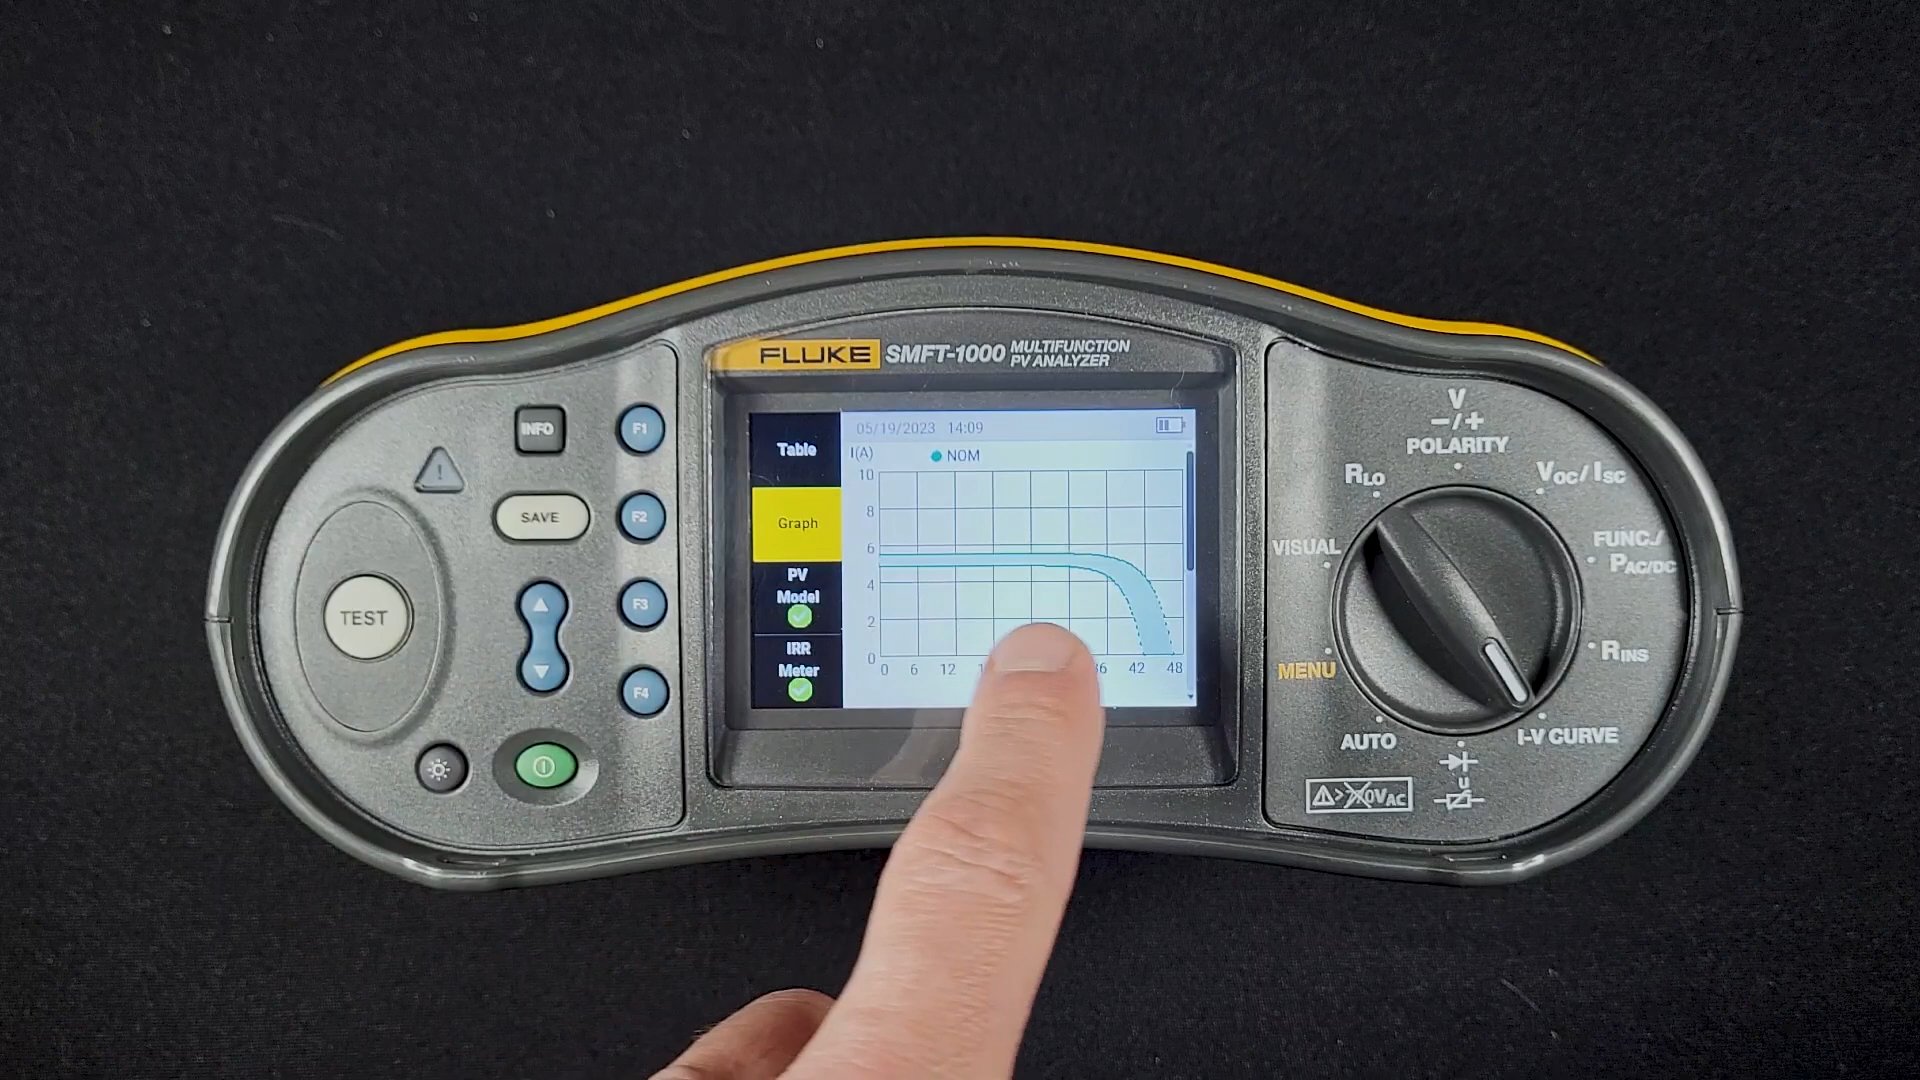 FLUKE SMFT-1000 MULTIFUNCTION
PV ANALYZER
INFO
SAVE
TEST
F1
F2
F3
F4
Table
Graph
PV
Model
IRR
Meter
05/19/2023 14:09
I(A)
NOM
10
8
6
4
2
0
0 6 12 42 48
V
-/+
POLARITY
RLO
VOC/ISC
VISUAL
FUNC./
PAC/DC
MENU
RINS
AUTO
I-V CURVE
U